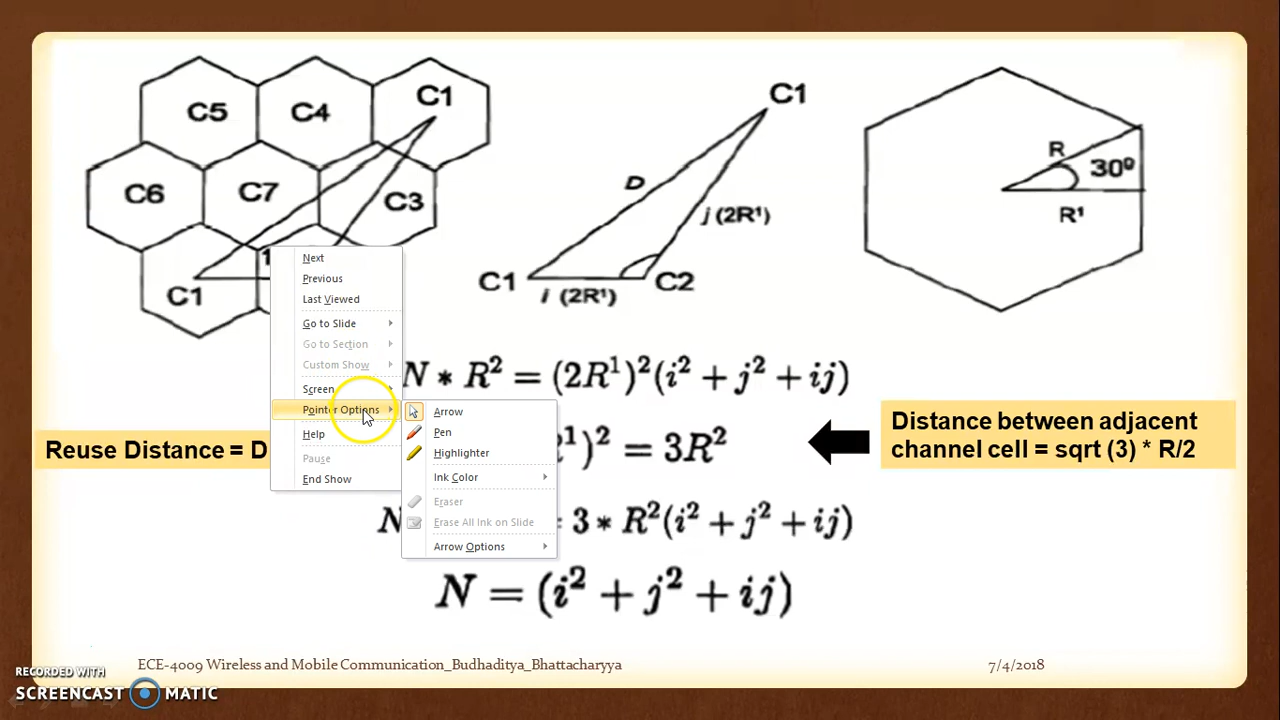 C5
C4
C1
C6
C7
C3
C1
1
C1
D
j (2R¹)
C1
C2
i (2R¹)
R
30⁰
R¹
Next
Previous
Last Viewed
Go to Slide
Go to Section
Custom Show
Screen
Pointer Options
Help
Pause
End Show
Arrow
Pen
Highlighter
Ink Color
Eraser
Erase All Ink on Slide
Arrow Options
N * R² = (2R¹)²(i² + j² + ij)
Reuse Distance = D
¹)² = 3R²
Distance between adjacent
channel cell = sqrt (3) * R/2
N = 3 * R²(i² + j² + ij)
N = (i² + j² + ij)
ECE-4009 Wireless and Mobile Communication_Budhaditya_Bhattacharyya
7/4/2018
RECORDED WITH
SCREENCAST MATIC